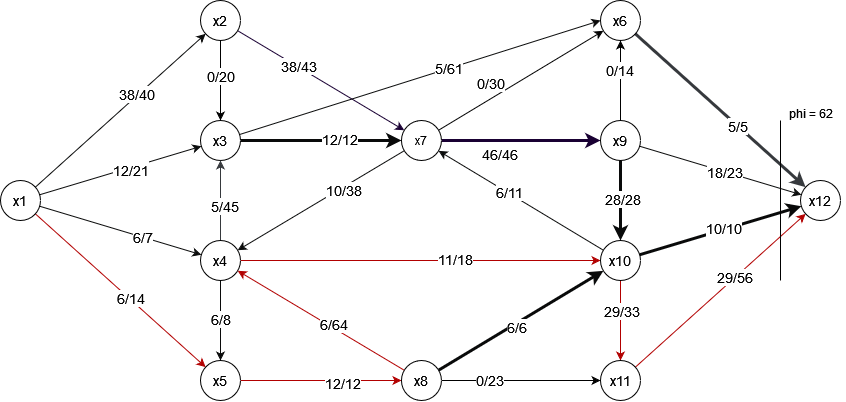 x2
x6
0/20
38/43
5/61
0/30
0/14
38/40
phi = 62
5/5
x3
12/12
x7
46/46
x9
12/21
18/23
x1
5/45
10/38
6/11
28/28
x12
6/7
10/10
x4
11/18
x10
29/56
6/14
6/8
6/64
6/6
29/33
x5
12/12
x8
0/23
x11